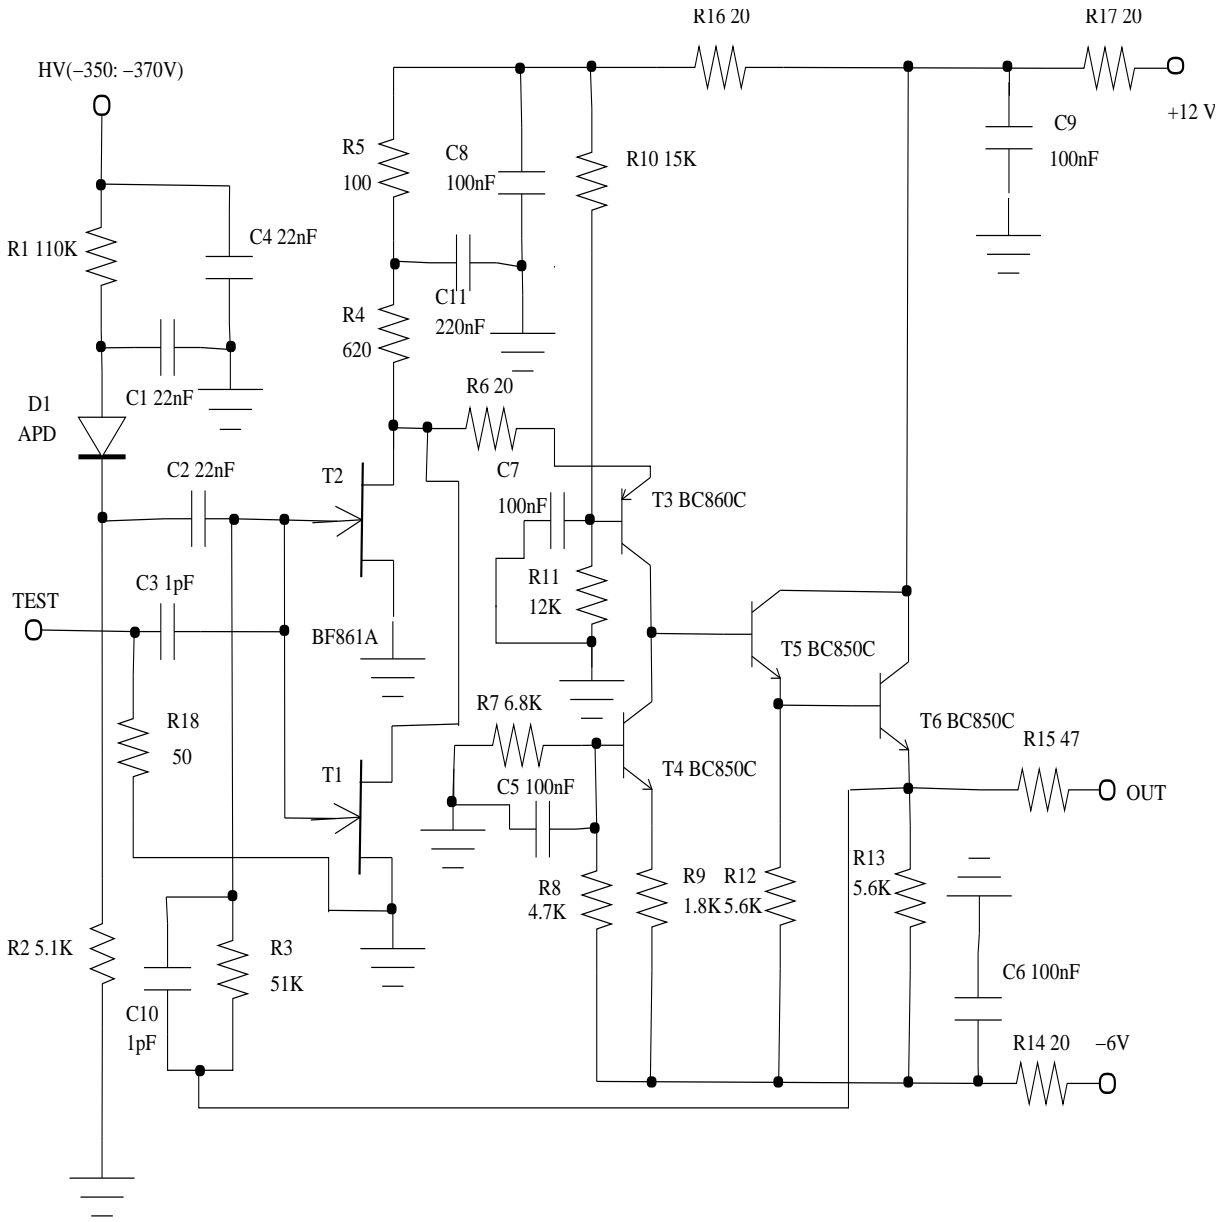 R16 20
R17 20
HV(−350: −370V)
+12 V
C9
100nF
R5
100
C8
100nF
R10 15K
R1 110K
C4 22nF
C11
220nF
R4
620
C1 22nF
R6 20
D1
APD
C2 22nF
T2
C7
100nF
T3 BC860C
C3 1pF
R11
12K
TEST
BF861A
T5 BC850C
R7 6.8K
R18
50
T6 BC850C
R15 47
T1
T4 BC850C
C5 100nF
OUT
R8
4.7K
R9
1.8K
R12
5.6K
R13
5.6K
R2 5.1K
R3
51K
C6 100nF
C10
1pF
R14 20
−6V